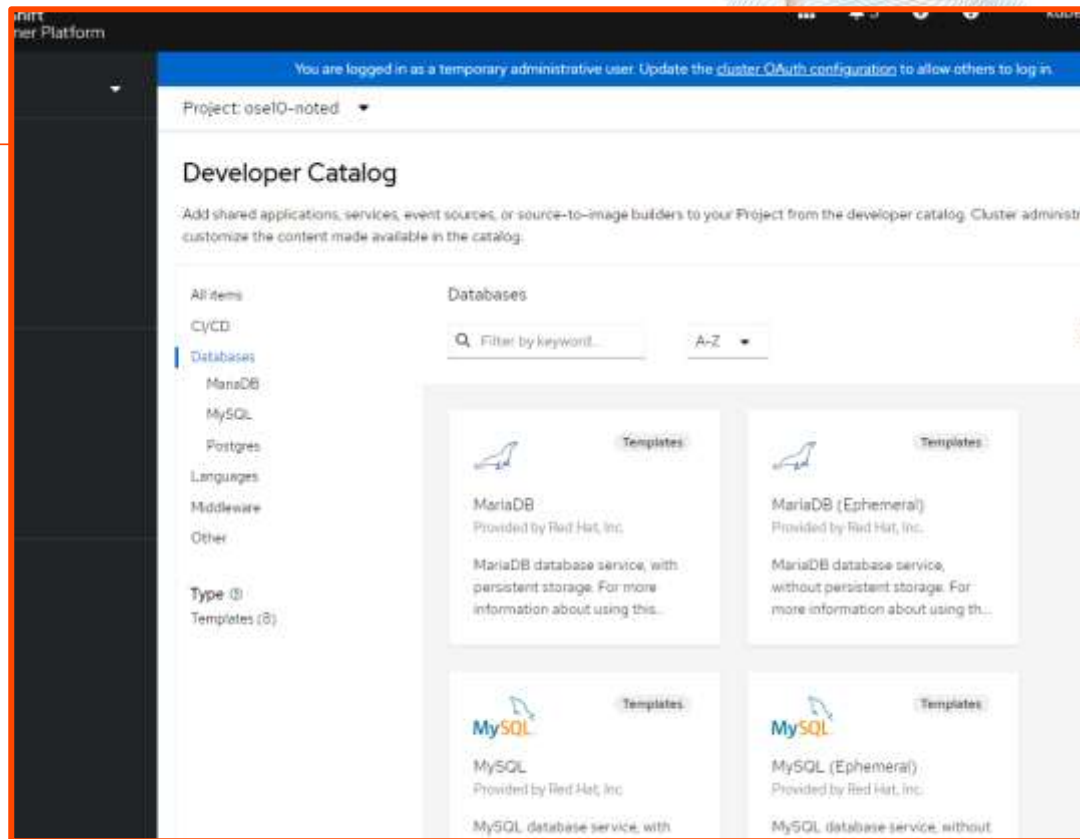 ner Platform
You are logged in as a temporary administrative user. Update the cluster OAuth configuration to allow others to log in.
Project: ose10-noted
Developer Catalog
Add shared applications, services, event sources, or source-to-image builders to your Project from the developer catalog. Cluster administr
customize the content made available in the catalog.
All items
CI/CD
Databases
MariaDB
MySQL
Postgres
Languages
Middleware
Other
Type
Templates (8)
Databases
Filter by keyword...
A-Z
Templates
MariaDB
Provided by Red Hat, Inc.
MariaDB database service, with
persistent storage. For more
information about using this...
Templates
MariaDB (Ephemeral)
Provided by Red Hat, Inc.
MariaDB database service,
without persistent storage. For
more information about using th...
Templates
MySQL
MySQL
Provided by Red Hat, Inc.
MySQL database service, with
Templates
MySQL
MySQL (Ephemeral)
Provided by Red Hat, Inc.
MySQL database service, without